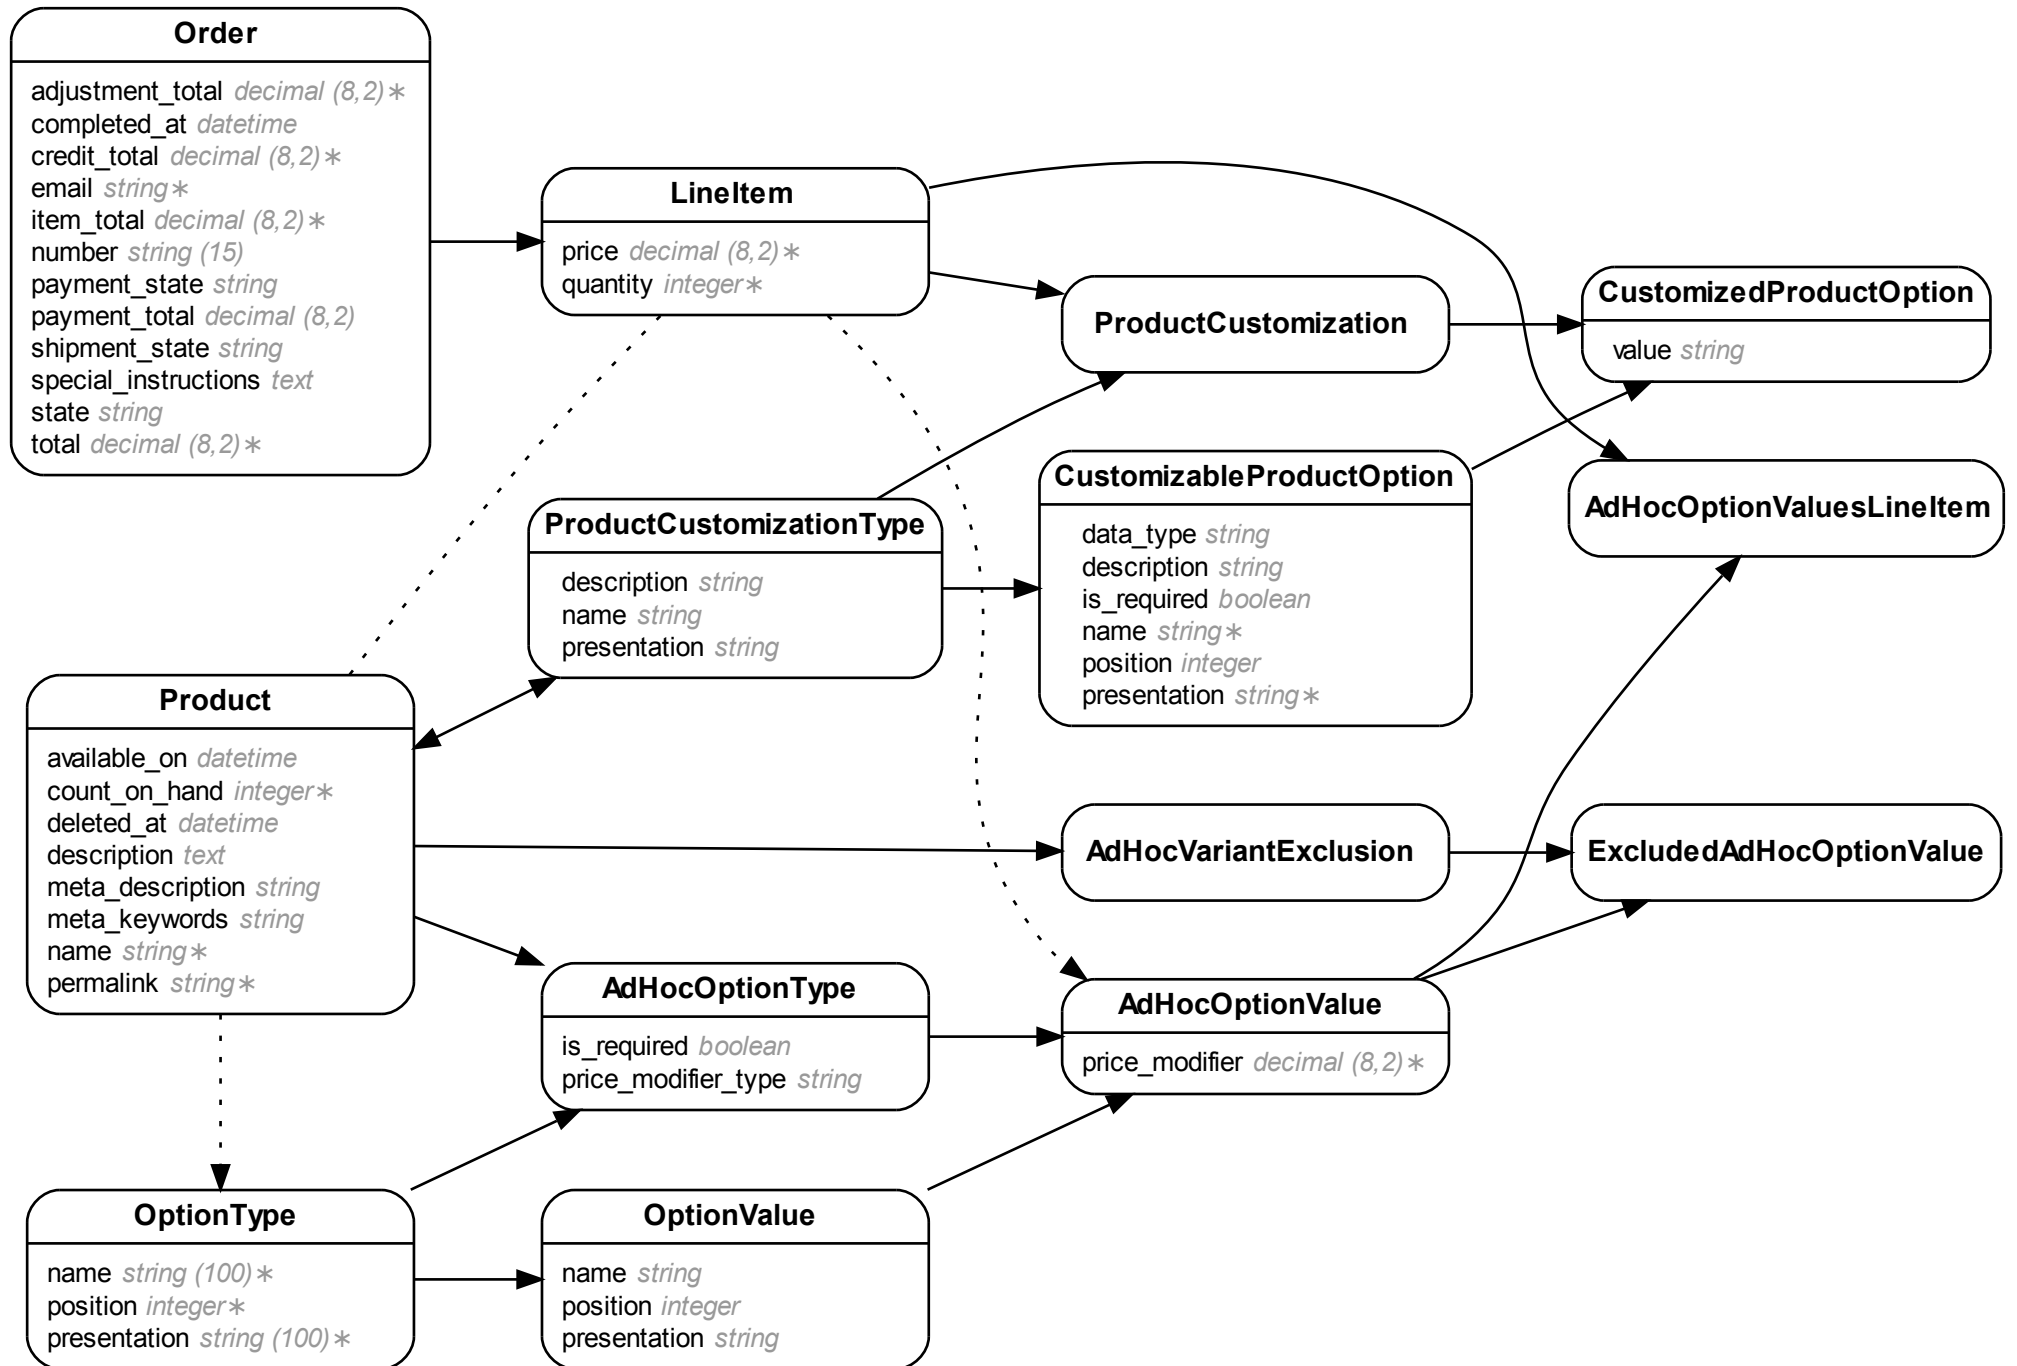 Order
adjustment_total decimal (8,2)∗
completed_at datetime
credit_total decimal (8,2)∗
email string∗
item_total decimal (8,2)∗
number string (15)
payment_state string
payment_total decimal (8,2)
shipment_state string
special_instructions text
state string
total decimal (8,2)∗
LineItem
price decimal (8,2)∗
quantity integer∗
ProductCustomization
CustomizedProductOption
value string
ProductCustomizationType
description string
name string
presentation string
CustomizableProductOption
data_type string
description string
is_required boolean
name string∗
position integer
presentation string∗
AdHocOptionValuesLineItem
Product
available_on datetime
count_on_hand integer∗
deleted_at datetime
description text
meta_description string
meta_keywords string
name string∗
permalink string∗
AdHocVariantExclusion
ExcludedAdHocOptionValue
AdHocOptionType
is_required boolean
price_modifier_type string
AdHocOptionValue
price_modifier decimal (8,2)∗
OptionType
name string (100)∗
position integer∗
presentation string (100)∗
OptionValue
name string
position integer
presentation string